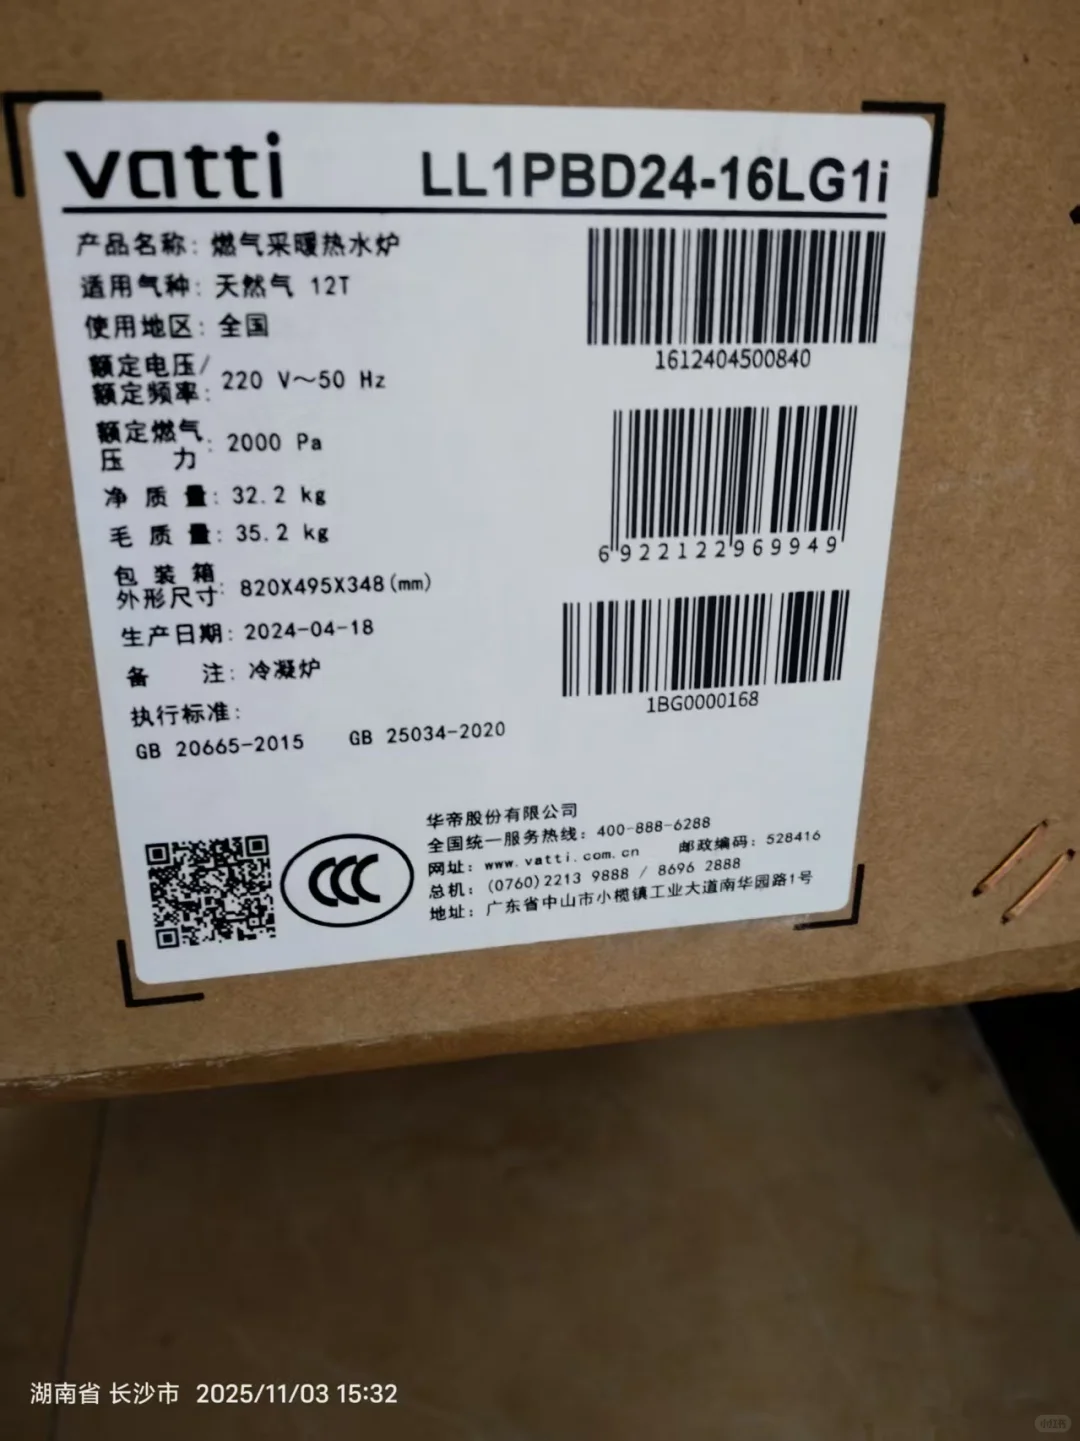 vatti LL1PBD24-16LG1i
产品名称: 燃气采暖热水炉
适用气种: 天然气 12T
使用地区: 全国
额定电压/
额定频率: 220 V～50 Hz
额定燃气
压 力: 2000 Pa
净 质 量: 32.2 kg
毛 质 量: 35.2 kg
包 装 箱
外形尺寸: 820X495X348(mm)
生产日期: 2024-04-18
备 注: 冷凝炉
执行标准:
GB 20665-2015 GB 25034-2020
1612404500840
6922122969949
1BG0000168
CCC
华帝股份有限公司
全国统一服务热线: 400-888-6288
网址: www.vatti.com.cn 邮政编码: 528416
总机: (0760)2213 9888 / 8696 2888
地址: 广东省中山市小榄镇工业大道南华园路1号
湖南省 长沙市 2025/11/03 15:32
小红书